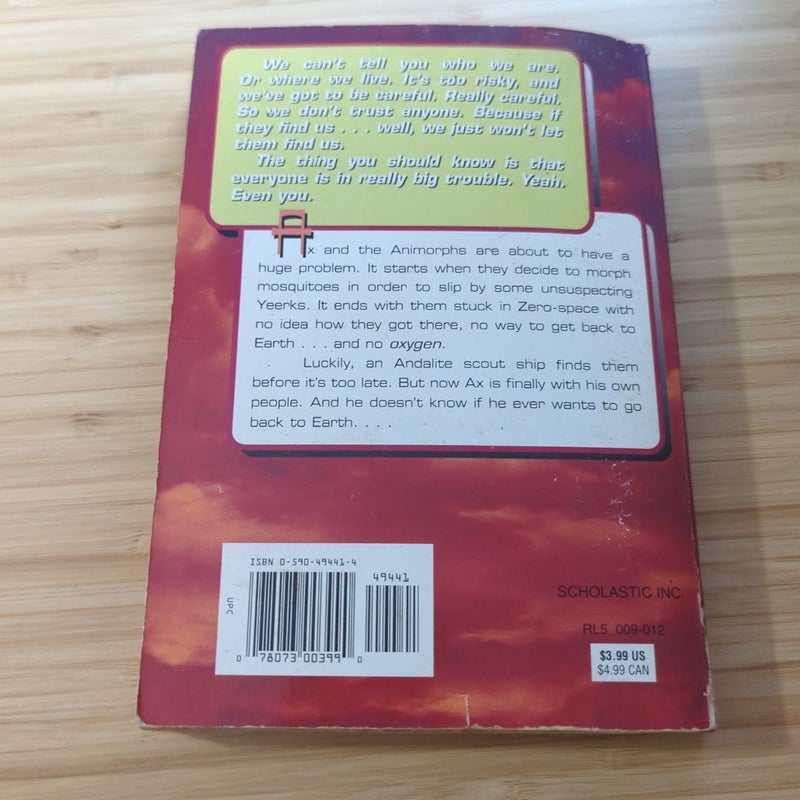 We can't tell you who we are.
Or where we live. It's too risky, and
we've got to be careful. Really careful.
So we don't trust anyone. Because if
they find us . . . well, we just won't let
them find us.
The thing you should know is that
everyone is in really big trouble. Yeah.
Even you.
Ax and the Animorphs are about to have a
huge problem. It starts when they decide to morph
mosquitoes in order to slip by some unsuspecting
Yeerks. It ends with them stuck in Zero-space with
no idea how they got there, no way to get back to
Earth . . . and no oxygen.
Luckily, an Andalite scout ship finds them
before it's too late. But now Ax is finally with his own
people. And he doesn't know if he ever wants to go
back to Earth. . . .
ISBN 0-590-49441-4
49441
UPC
0 78073 00399 0
SCHOLASTIC INC.
RL5 009-012
$3.99 US
$4.99 CAN